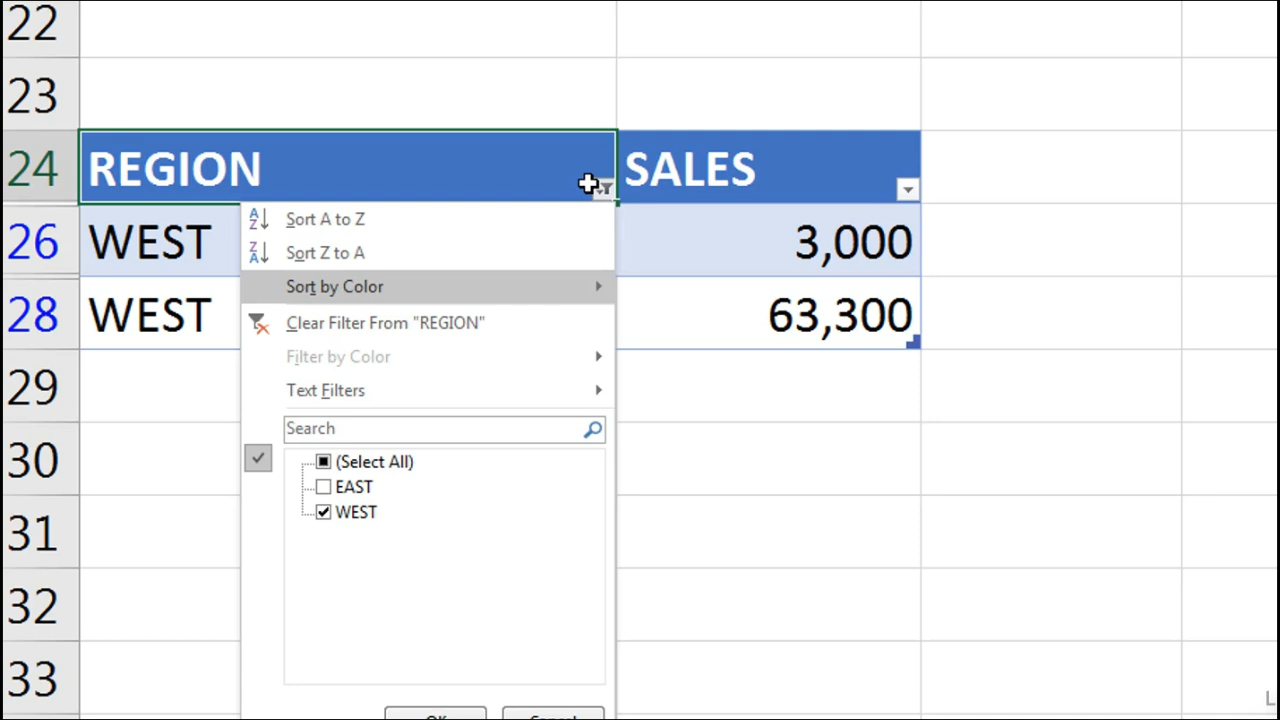 22
23
24 REGION SALES
26 WEST 3,000
28 WEST 63,300
29
30
31
32
33
Sort A to Z
Sort Z to A
Sort by Color
Clear Filter From "REGION"
Filter by Color
Text Filters
Search
(Select All)
EAST
WEST
OK Cancel